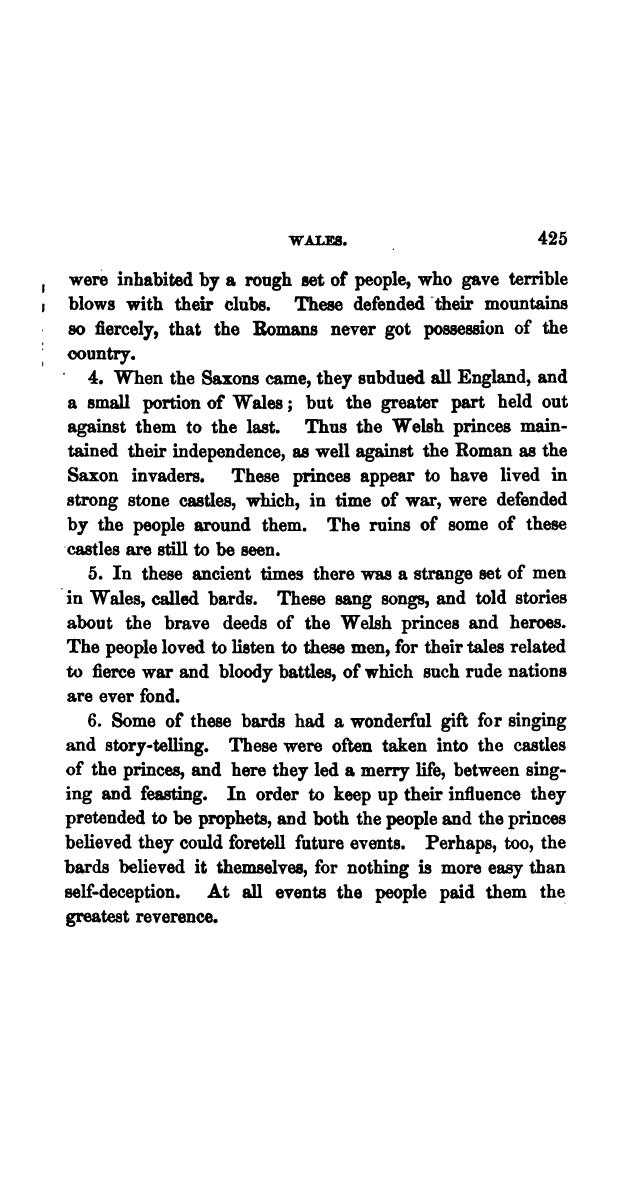 WALES. 425
were inhabited by a rough set of people, who gave terrible
blows with their clubs. These defended their mountains
so fiercely, that the Romans never got possession of the
country.
4. When the Saxons came, they subdued all England, and
a small portion of Wales; but the greater part held out
against them to the last. Thus the Welsh princes main-
tained their independence, as well against the Roman as the
Saxon invaders. These princes appear to have lived in
strong stone castles, which, in time of war, were defended
by the people around them. The ruins of some of these
castles are still to be seen.
5. In these ancient times there was a strange set of men
in Wales, called bards. These sang songs, and told stories
about the brave deeds of the Welsh princes and heroes.
The people loved to listen to these men, for their tales related
to fierce war and bloody battles, of which such rude nations
are ever fond.
6. Some of these bards had a wonderful gift for singing
and story-telling. These were often taken into the castles
of the princes, and here they led a merry life, between sing-
ing and feasting. In order to keep up their influence they
pretended to be prophets, and both the people and the princes
believed they could foretell future events. Perhaps, too, the
bards believed it themselves, for nothing is more easy than
self-deception. At all events the people paid them the
greatest reverence.